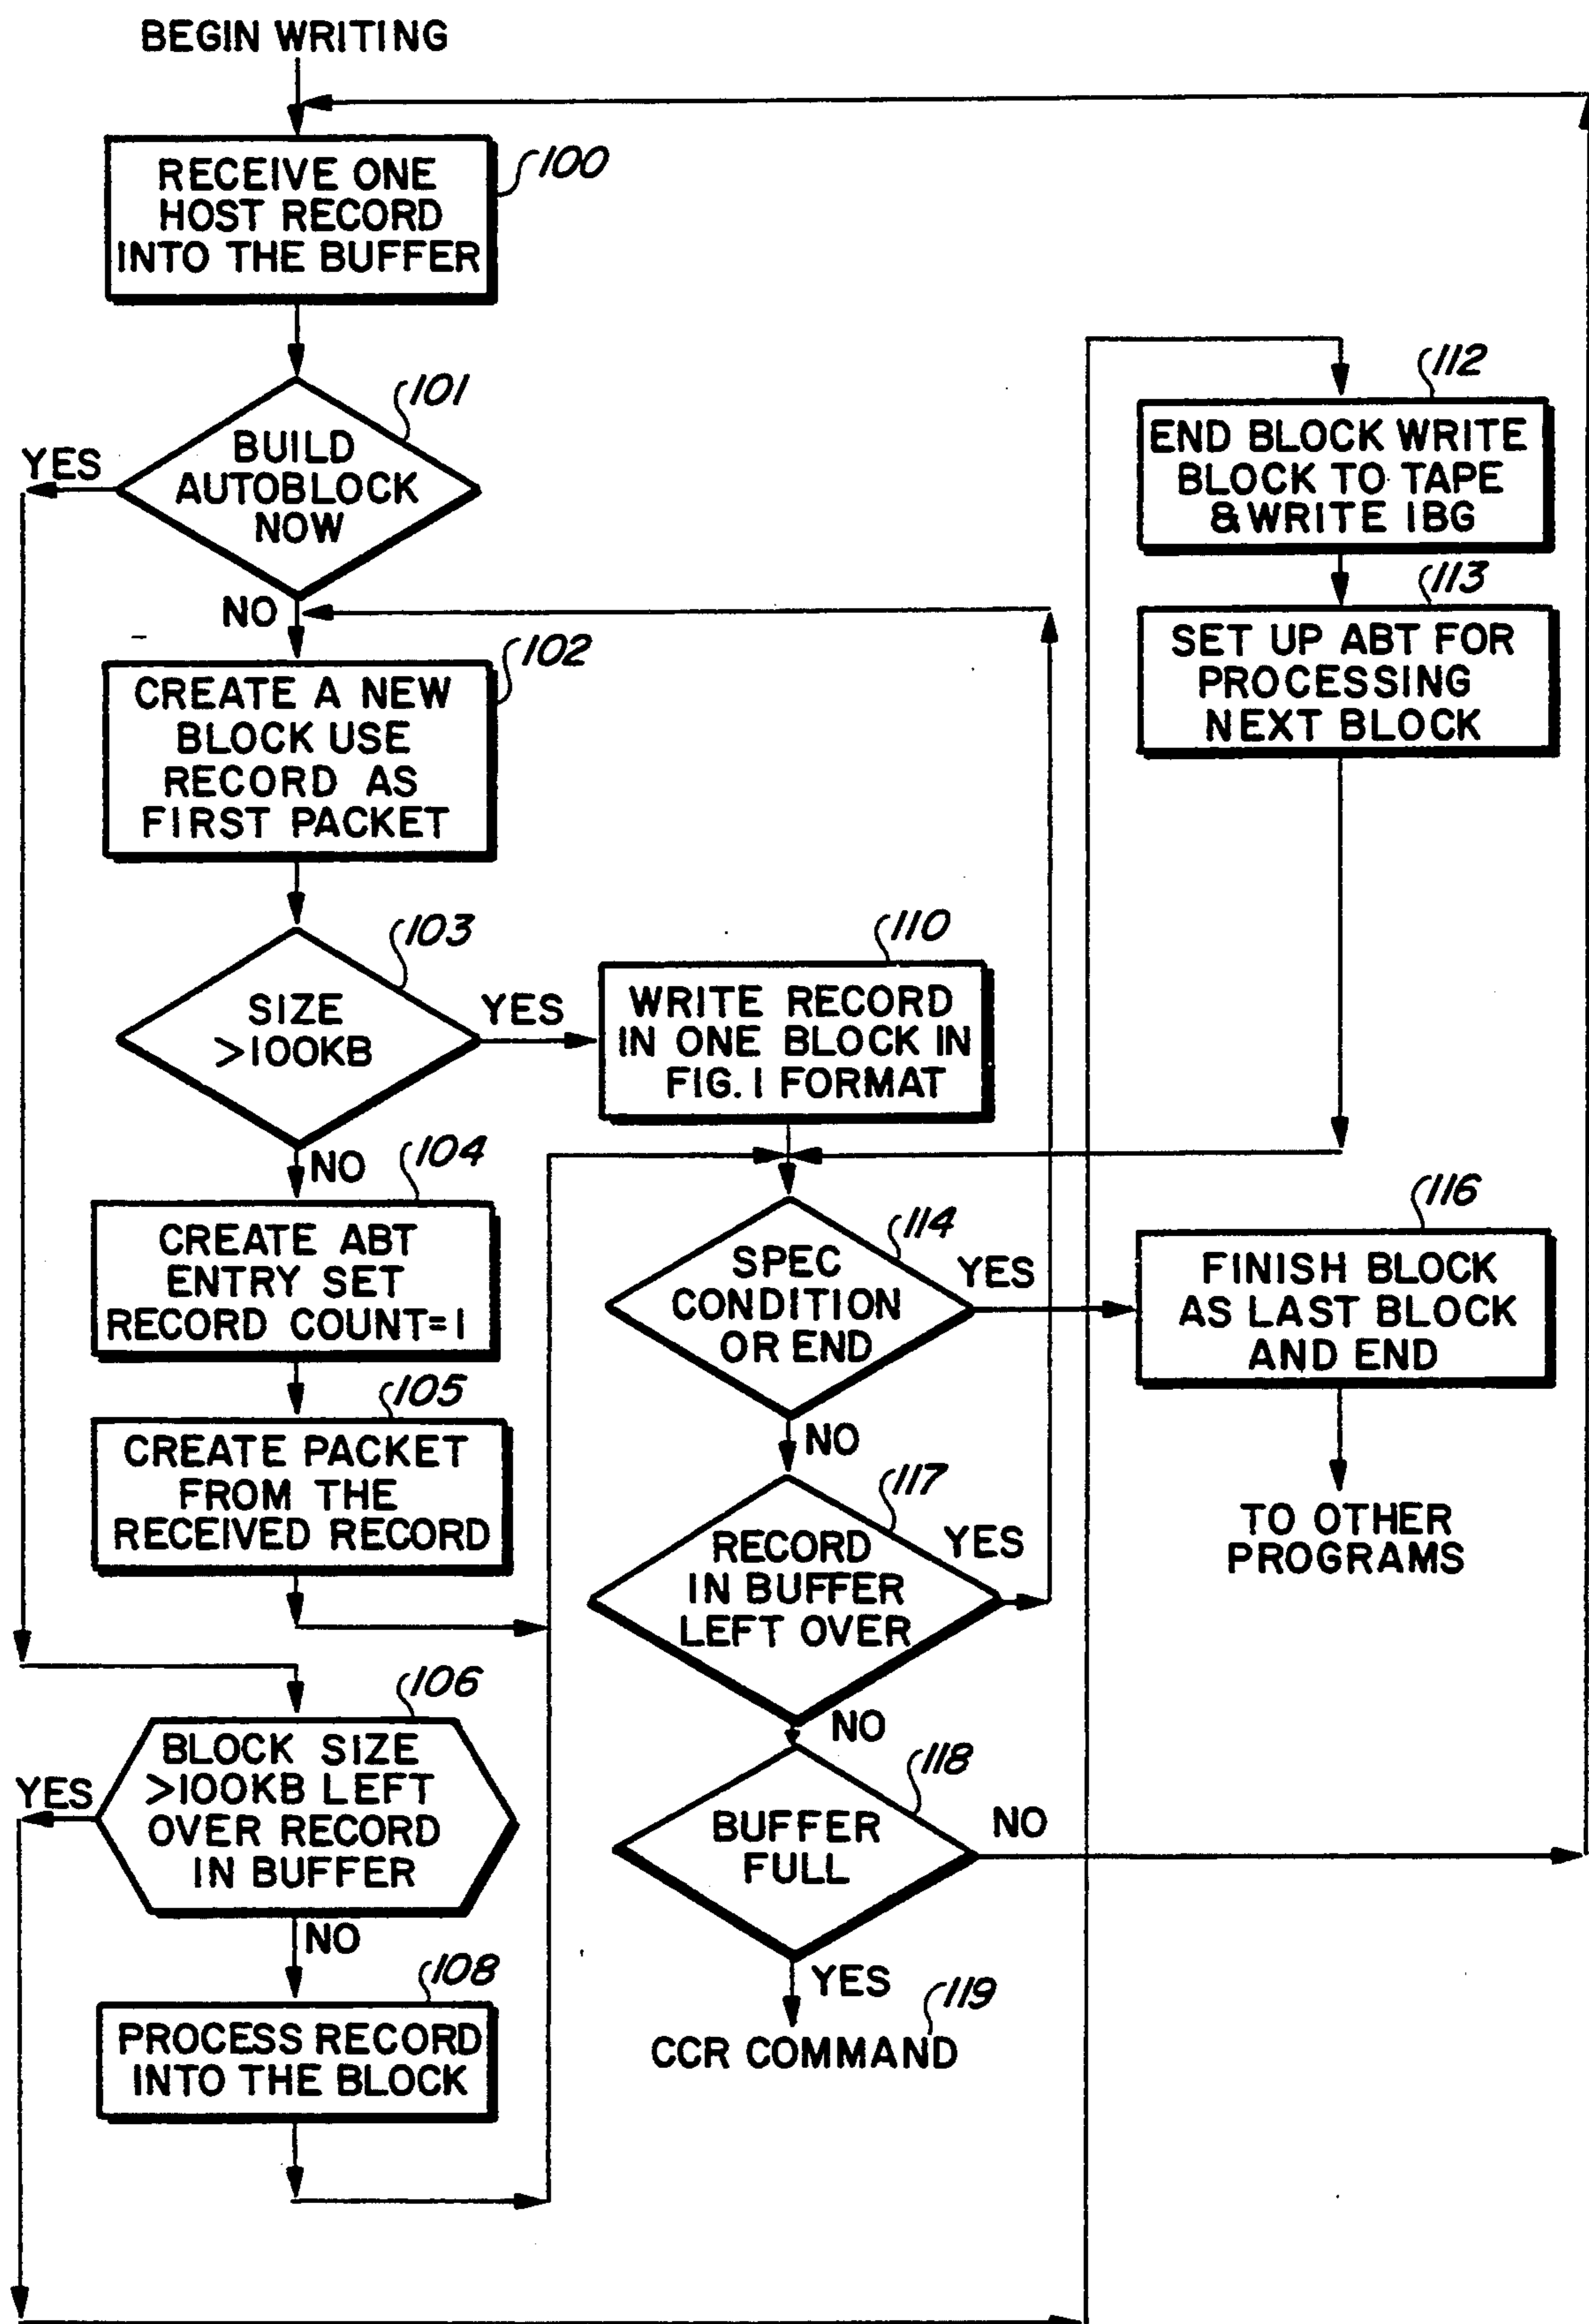 BEGIN WRITING
RECEIVE ONE
HOST RECORD
INTO THE BUFFER
100
101
BUILD
AUTOBLOCK
NOW
YES
NO
102
CREATE A NEW
BLOCK USE
RECORD AS
FIRST PACKET
103
SIZE
>100KB
YES
NO
110
WRITE RECORD
IN ONE BLOCK IN
FIG. 1 FORMAT
104
CREATE ABT
ENTRY SET
RECORD COUNT=1
105
CREATE PACKET
FROM THE
RECEIVED RECORD
106
BLOCK SIZE
>100KB LEFT
OVER RECORD
IN BUFFER
YES
NO
108
PROCESS RECORD
INTO THE BLOCK
112
END BLOCK WRITE
BLOCK TO TAPE
& WRITE IBG
113
SET UP ABT FOR
PROCESSING
NEXT BLOCK
114
SPEC
CONDITION
OR END
YES
NO
116
FINISH BLOCK
AS LAST BLOCK
AND END
TO OTHER
PROGRAMS
117
RECORD
IN BUFFER
LEFT OVER
YES
NO
118
BUFFER
FULL
NO
YES
119
CCR COMMAND